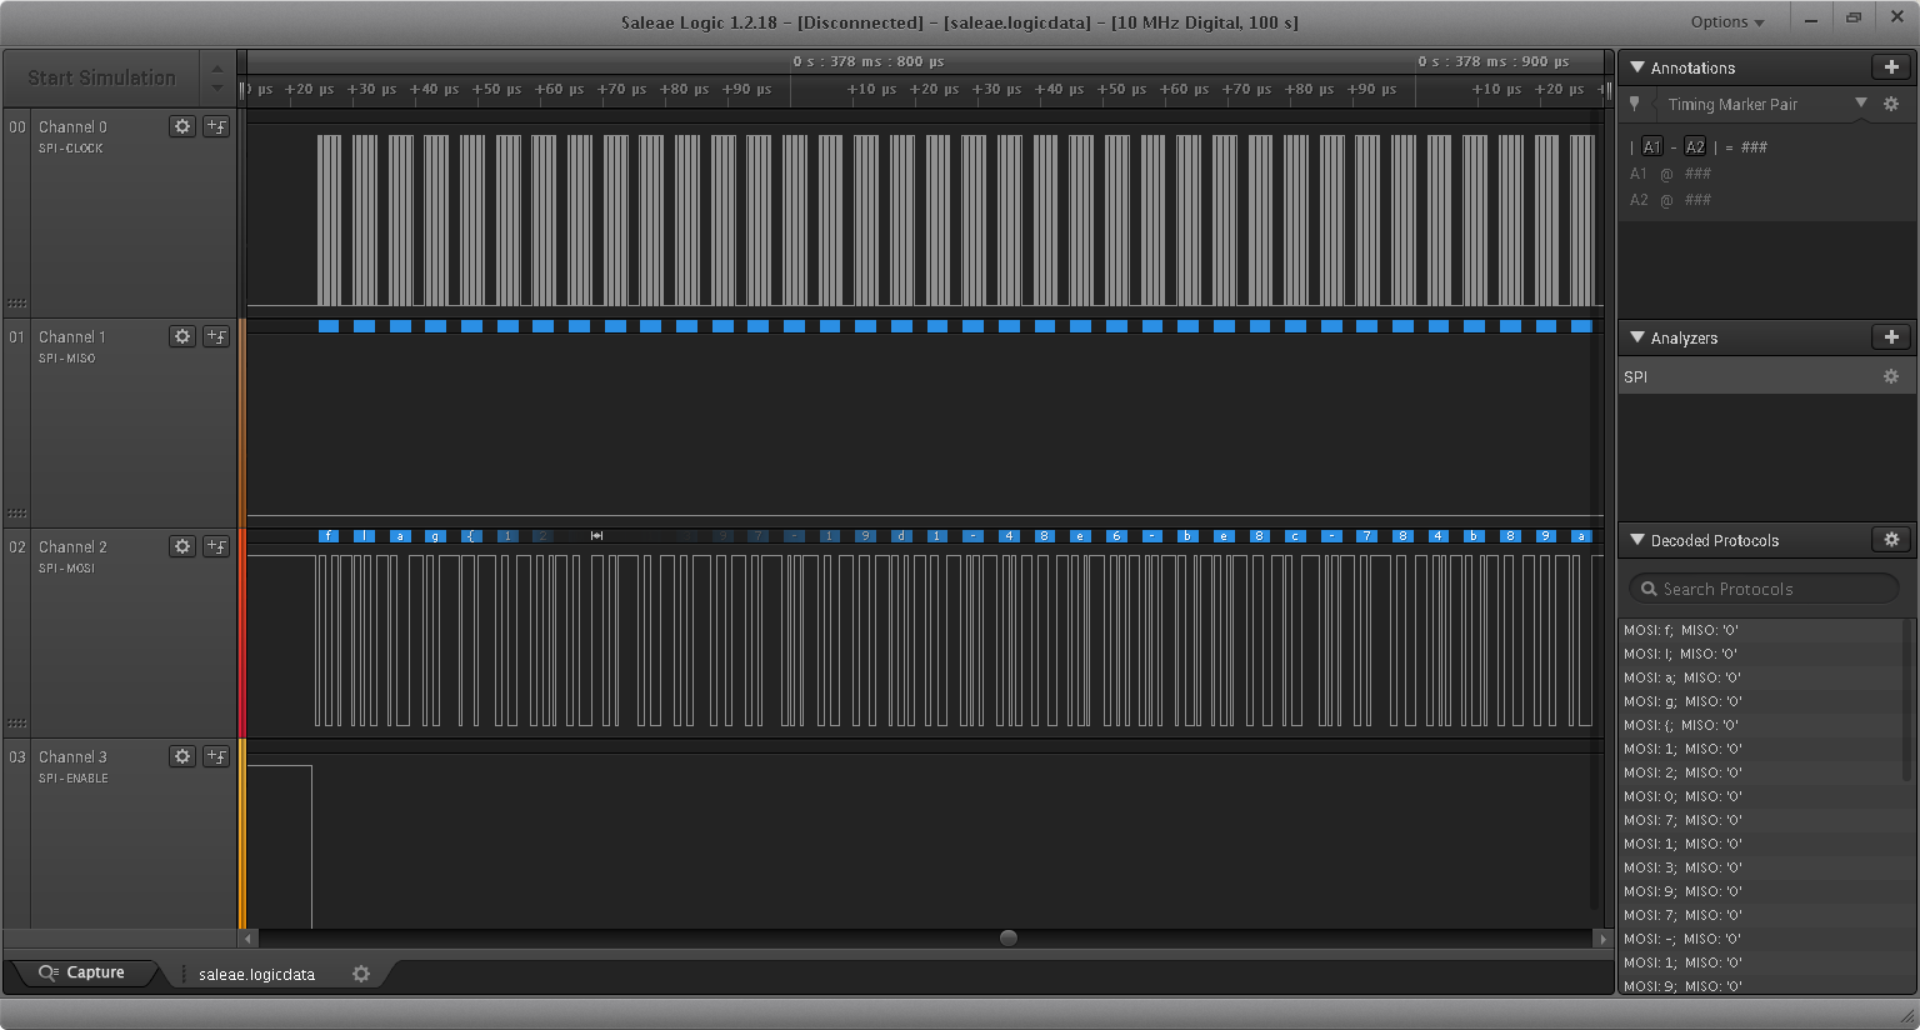 Saleae Logic 1.2.18 - [Disconnected] - [saleae.logicdata] - [10 MHz Digital, 100 s]
Options
Start Simulation
0 s : 378 ms : 800 µs
0 s : 378 ms : 900 µs
µs +20 µs +30 µs +40 µs +50 µs +60 µs +70 µs +80 µs +90 µs +10 µs +20 µs +30 µs +40 µs +50 µs +60 µs +70 µs +80 µs +90 µs +10 µs +20 µs
00 Channel 0
SPI - CLOCK
01 Channel 1
SPI - MISO
02 Channel 2
SPI - MOSI
f l a g { 1 2 9 7 - 1 9 d 1 - 4 8 e 6 - b e 8 c - 7 8 4 b 8 9 a
03 Channel 3
SPI - ENABLE
Capture
saleae.logicdata
Annotations
Timing Marker Pair
| A1 - A2 | = ###
A1 @ ###
A2 @ ###
Analyzers
SPI
Decoded Protocols
Search Protocols
MOSI: f; MISO: '0'
MOSI: l; MISO: '0'
MOSI: a; MISO: '0'
MOSI: g; MISO: '0'
MOSI: {; MISO: '0'
MOSI: 1; MISO: '0'
MOSI: 2; MISO: '0'
MOSI: 0; MISO: '0'
MOSI: 7; MISO: '0'
MOSI: 1; MISO: '0'
MOSI: 3; MISO: '0'
MOSI: 9; MISO: '0'
MOSI: 7; MISO: '0'
MOSI: -; MISO: '0'
MOSI: 1; MISO: '0'
MOSI: 9; MISO: '0'